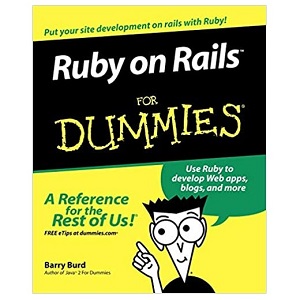 Put your site development on rails with Ruby!
Ruby on Rails™
FOR
DUMMIES®
Use Ruby to
develop Web apps,
blogs, and more
A Reference
for the
Rest of Us!®
FREE eTips at dummies.com®
Barry Burd
Author of Java® 2 For Dummies